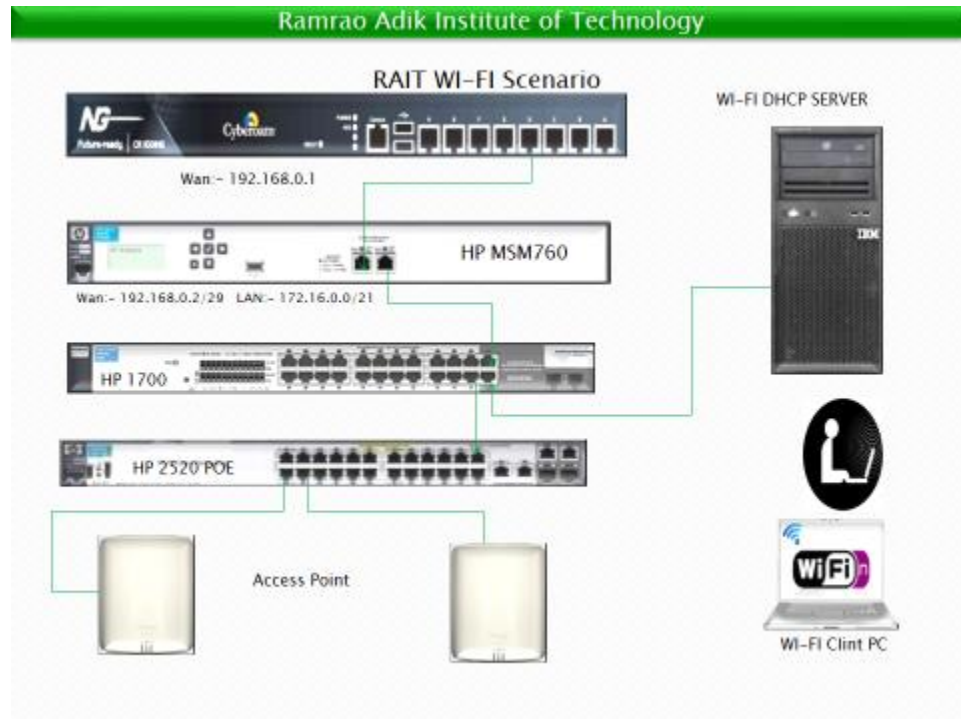 Ramrao Adik Institute of Technology
RAIT WI-FI Scenario
WI-FI DHCP SERVER
NG
Cyberoam
Future-ready
Wan:- 192.168.0.1
IBM
HP MSM760
Wan:- 192.168.0.2/29 LAN:- 172.16.0.0/21
HP 1700
HP 2520 POE
Access Point
WiFi n
WI-FI Clint PC